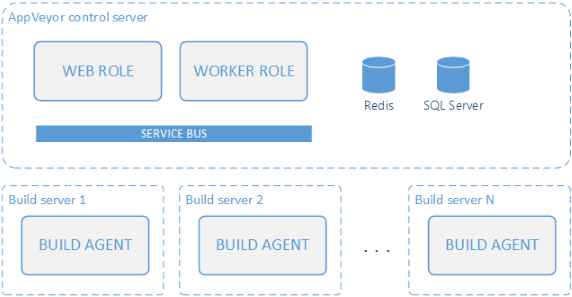 AppVeyor control server
WEB ROLE
WORKER ROLE
Redis
SQL Server
SERVICE BUS
Build server 1
Build server 2
Build server N
BUILD AGENT
BUILD AGENT
. . .
BUILD AGENT